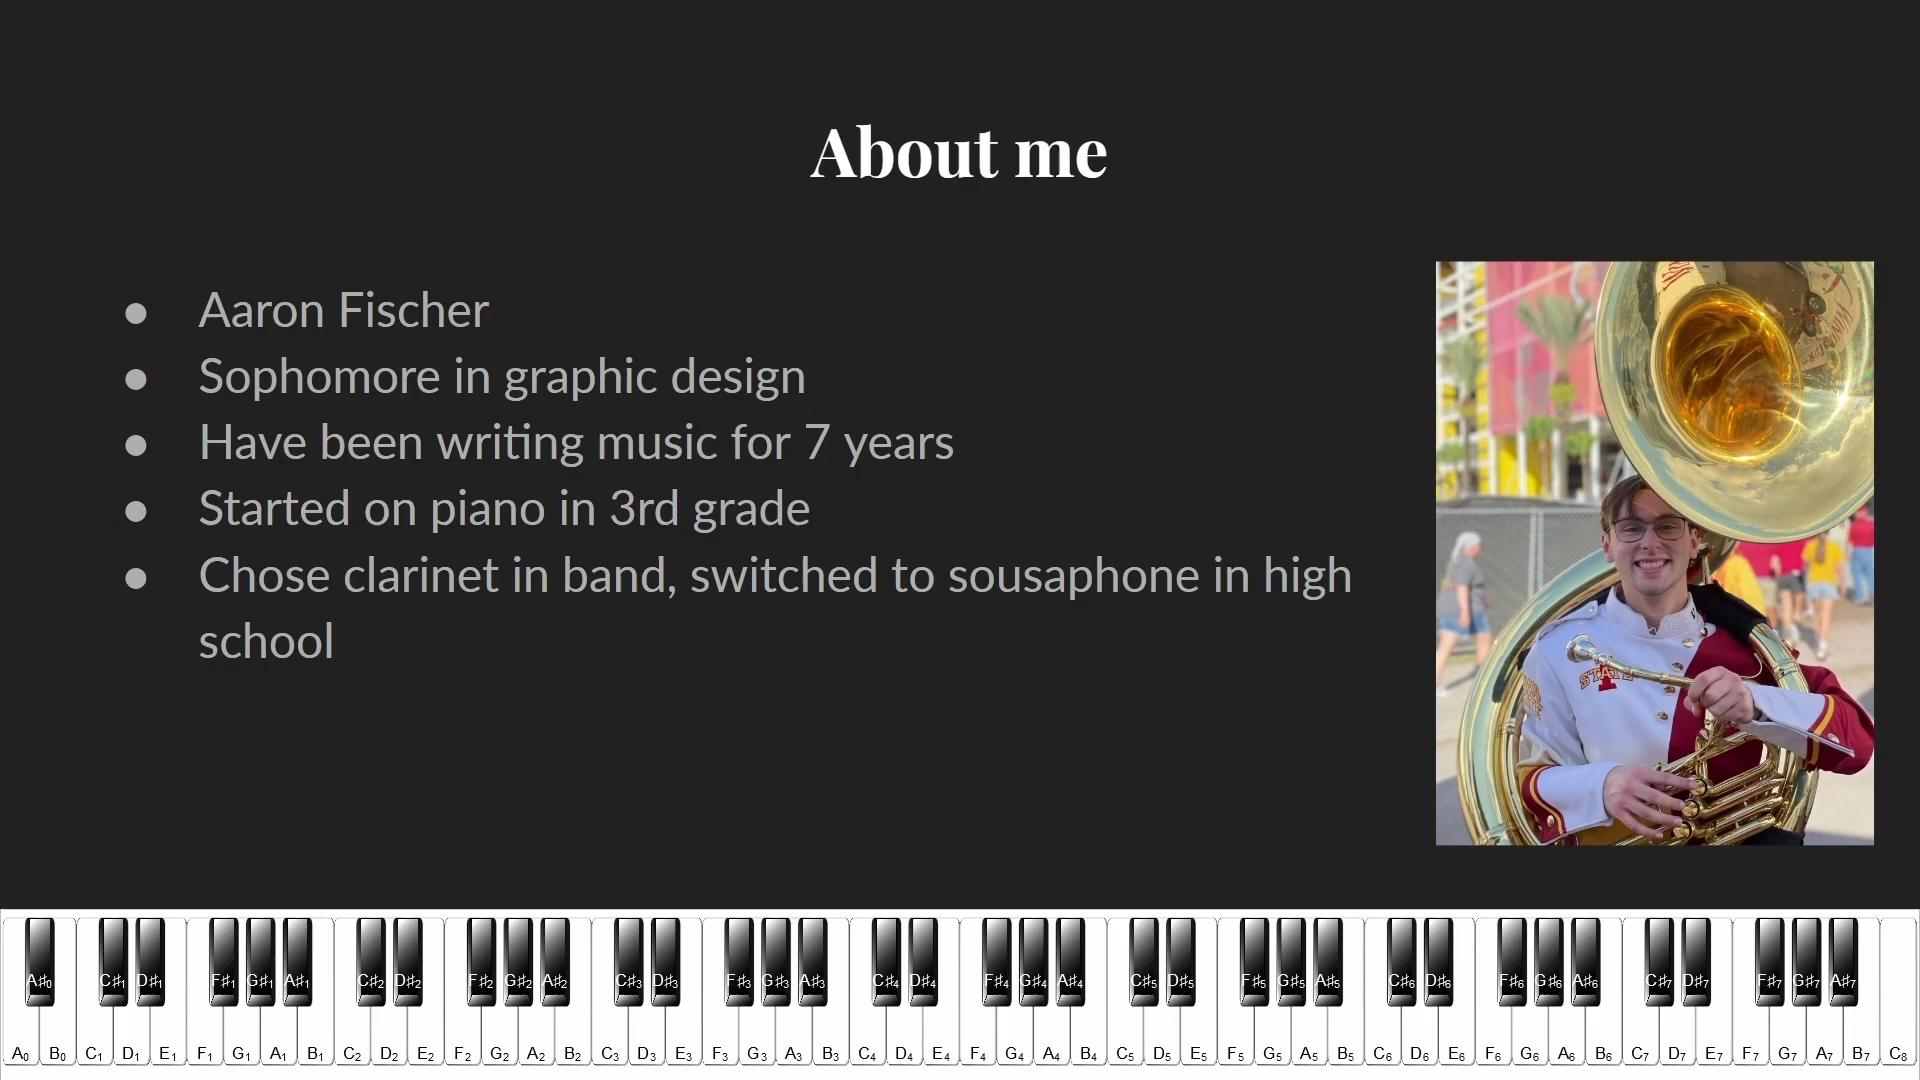 About me
● Aaron Fischer
● Sophomore in graphic design
● Have been writing music for 7 years
● Started on piano in 3rd grade
● Chose clarinet in band, switched to sousaphone in high
school
STATE
A♯0 C♯1 D♯1 F♯1 G♯1 A♯1 C♯2 D♯2 F♯2 G♯2 A♯2 C♯3 D♯3 F♯3 G♯3 A♯3 C♯4 D♯4 F♯4 G♯4 A♯4 C♯5 D♯5 F♯5 G♯5 A♯5 C♯6 D♯6 F♯6 G♯6 A♯6 C♯7 D♯7 F♯7 G♯7 A♯7
A0 B0 C1 D1 E1 F1 G1 A1 B1 C2 D2 E2 F2 G2 A2 B2 C3 D3 E3 F3 G3 A3 B3 C4 D4 E4 F4 G4 A4 B4 C5 D5 E5 F5 G5 A5 B5 C6 D6 E6 F6 G6 A6 B6 C7 D7 E7 F7 G7 A7 B7 C8